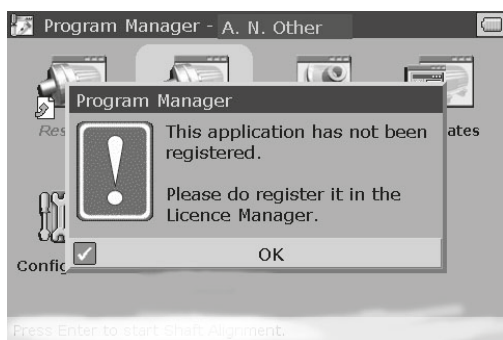 Program Manager - A. N. Other
Res
ates
Program Manager
This application has not been
registered.
Please do register it in the
Licence Manager.
OK
Config
Press Enter to start Shaft Alignment.